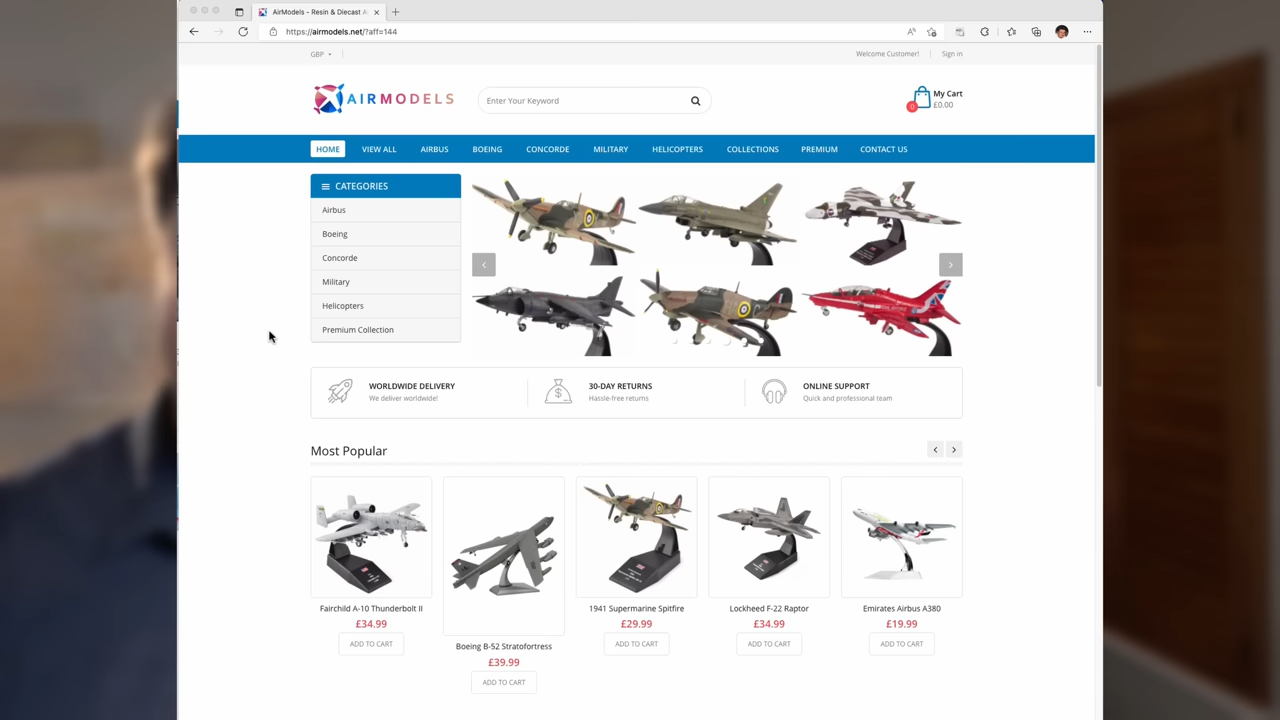 AirModels - Resin & Diecast A
https://airmodels.net/?aff=144
GBP
Welcome Customer!
Sign in
AIRMODELS
Enter Your Keyword
My Cart
0
£0.00
HOME
VIEW ALL
AIRBUS
BOEING
CONCORDE
MILITARY
HELICOPTERS
COLLECTIONS
PREMIUM
CONTACT US
CATEGORIES
Airbus
Boeing
Concorde
Military
Helicopters
Premium Collection
WORLDWIDE DELIVERY
We deliver worldwide!
30-DAY RETURNS
Hassle-free returns
ONLINE SUPPORT
Quick and professional team
Most Popular
Fairchild A-10 Thunderbolt II
£34.99
ADD TO CART
Boeing B-52 Stratofortress
£39.99
ADD TO CART
1941 Supermarine Spitfire
£29.99
ADD TO CART
Lockheed F-22 Raptor
£34.99
ADD TO CART
Emirates Airbus A380
£19.99
ADD TO CART